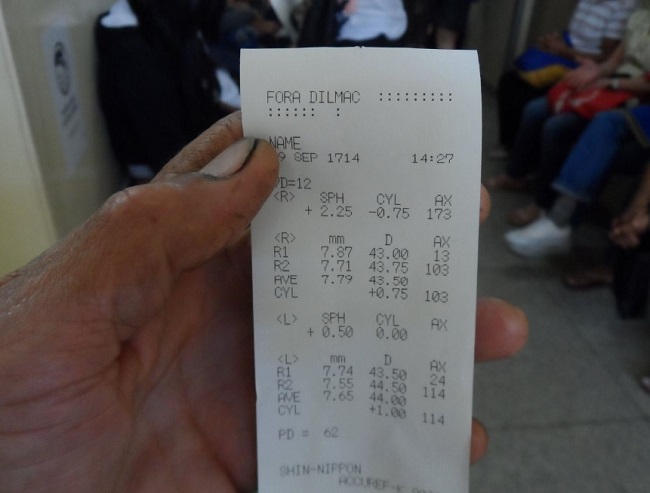 FORA DILMAC :::::::::
:::::: :
NAME
9 SEP 1714 14:27
VD=12
<R> SPH CYL AX
+ 2.25 -0.75 173
<R> mm D AX
R1 7.87 43.00 13
R2 7.71 43.75 103
AVE 7.79 43.50
CYL +0.75 103
<L> SPH CYL AX
+ 0.50 0.00
<L> mm D AX
R1 7.74 43.50 24
R2 7.55 44.50 114
AVE 7.65 44.00
CYL +1.00 114
PD = 62
SHIN-NIPPON
ACCUREF-K